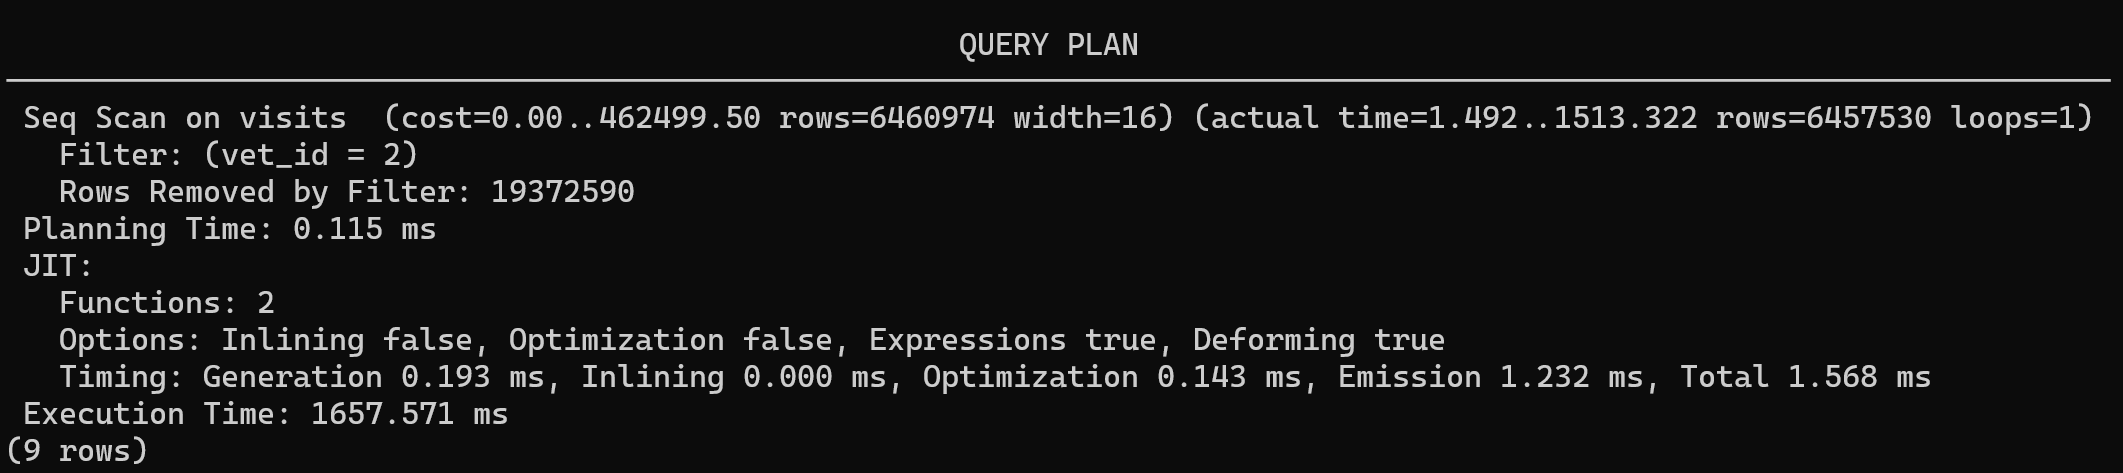 QUERY PLAN
Seq Scan on visits  (cost=0.00..462499.50 rows=6460974 width=16) (actual time=1.492..1513.322 rows=6457530 loops=1)
Filter: (vet_id = 2)
Rows Removed by Filter: 19372590
Planning Time: 0.115 ms
JIT:
Functions: 2
Options: Inlining false, Optimization false, Expressions true, Deforming true
Timing: Generation 0.193 ms, Inlining 0.000 ms, Optimization 0.143 ms, Emission 1.232 ms, Total 1.568 ms
Execution Time: 1657.571 ms
(9 rows)